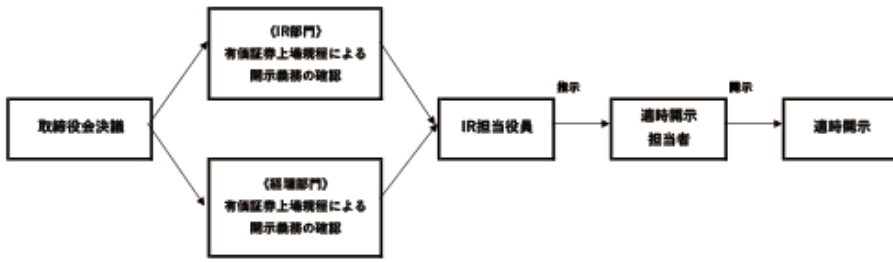 《IR部門》
有価証券上場規程による
開示義務の確認
取締役会決議
《経理部門》
有価証券上場規程による
開示義務の確認
IR担当役員
指示
適時開示
担当者
開示
適時開示